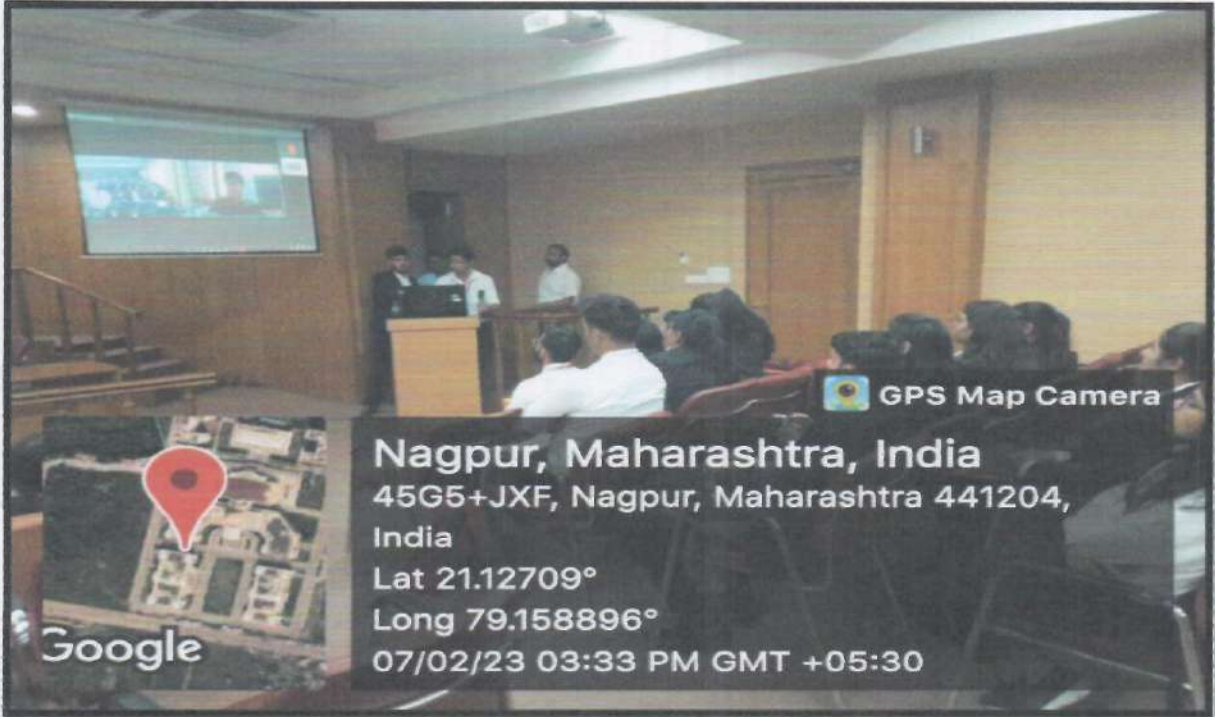 GPS Map Camera
Nagpur, Maharashtra, India
45G5+JXF, Nagpur, Maharashtra 441204,
India
Lat 21.12709°
Long 79.158896°
07/02/23 03:33 PM GMT +05:30
Google